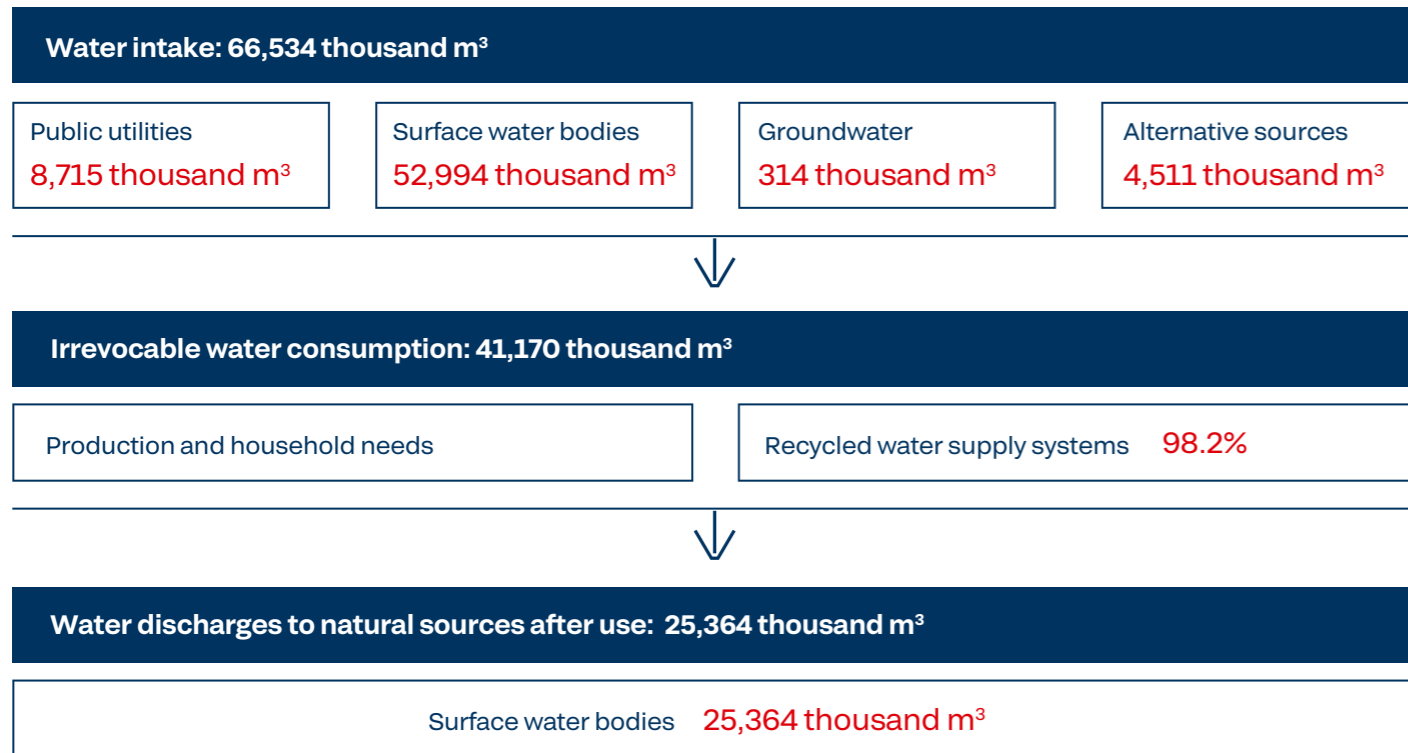 Water intake: 66,534 thousand m³
Public utilities
8,715 thousand m³
Surface water bodies
52,994 thousand m³
Groundwater
314 thousand m³
Alternative sources
4,511 thousand m³
Irrevocable water consumption: 41,170 thousand m³
Production and household needs
Recycled water supply systems 98.2%
Water discharges to natural sources after use: 25,364 thousand m³
Surface water bodies 25,364 thousand m³